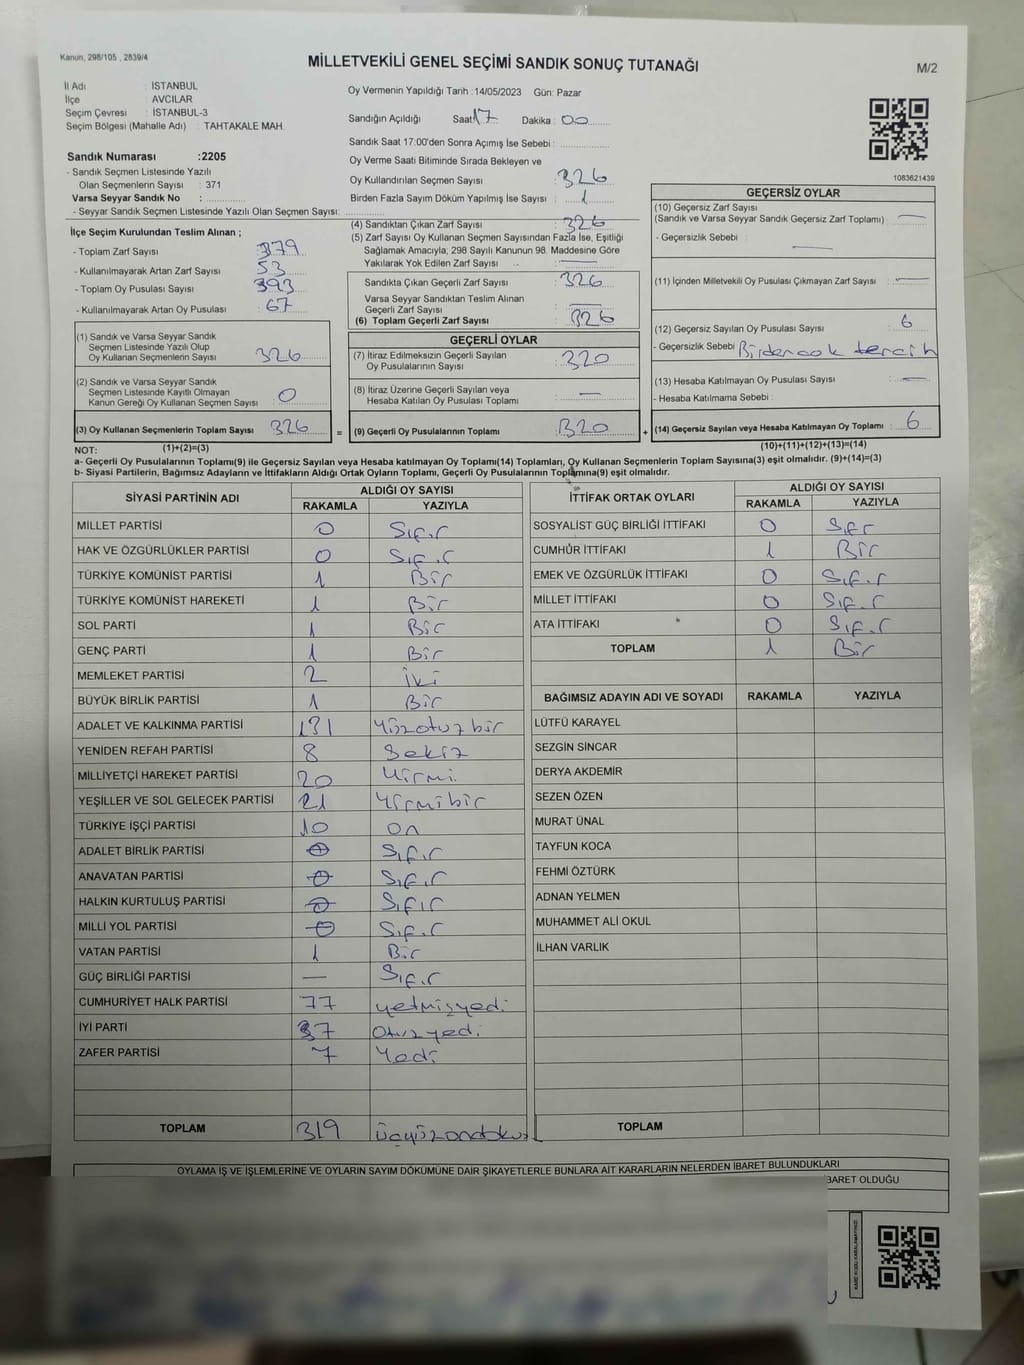 Kanun, 298/105 , 2839/4
MİLLETVEKİLİ GENEL SEÇİMİ SANDIK SONUÇ TUTANAĞI
M/2
İl Adı : İSTANBUL
İlçe : AVCILAR
Seçim Çevresi : İSTANBUL-3
Seçim Bölgesi (Mahalle Adı) : TAHTAKALE MAH.
Sandık Numarası :2205
- Sandık Seçmen Listesinde Yazılı
Olan Seçmenlerin Sayısı : 371
Varsa Seyyar Sandık No :
- Seyyar Sandık Seçmen Listesinde Yazılı Olan Seçmen Sayısı:
İlçe Seçim Kurulundan Teslim Alınan ;
- Toplam Zarf Sayısı : 379
- Kullanılmayarak Artan Zarf Sayısı : 53
- Toplam Oy Pusulası Sayısı : 393
- Kullanılmayarak Artan Oy Pusulası : 67
Oy Vermenin Yapıldığı Tarih :14/05/2023 Gün: Pazar
Sandığın Açıldığı Saat 17 Dakika : 00
Sandık Saat 17:00'den Sonra Açımış İse Sebebi :
Oy Verme Saati Bitiminde Sırada Bekleyen ve
Oy Kullandırılan Seçmen Sayısı : 326
Birden Fazla Sayım Döküm Yapılmış İse Sayısı : 1
(4) Sandıktan Çıkan Zarf Sayısı : 326
(5) Zarf Sayısı Oy Kullanan Seçmen Sayısından Fazla İse, Eşitliği
Sağlamak Amacıyla; 298 Sayılı Kanunun 98. Maddesine Göre
Yakılarak Yok Edilen Zarf Sayısı : —
Sandıkta Çıkan Geçerli Zarf Sayısı : 326
Varsa Seyyar Sandıktan Teslim Alınan
Geçerli Zarf Sayısı : —
(6) Toplam Geçerli Zarf Sayısı : 326
1083621439
GEÇERSİZ OYLAR
(10) Geçersiz Zarf Sayısı
(Sandık ve Varsa Seyyar Sandık Geçersiz Zarf Toplamı) : —
- Geçersizlik Sebebi : —
(11) İçinden Milletvekili Oy Pusulası Çıkmayan Zarf Sayısı : —
(12) Geçersiz Sayılan Oy Pusulası Sayısı : 6
- Geçersizlik Sebebi : Birden cok tercih
(13) Hesaba Katılmayan Oy Pusulası Sayısı : —
- Hesaba Katılmama Sebebi :
(14) Geçersiz Sayılan veya Hesaba Katılmayan Oy Toplamı : 6
(1) Sandık ve Varsa Seyyar Sandık
Seçmen Listesinde Yazılı Olup
Oy Kullanan Seçmenlerin Sayısı : 326
(2) Sandık ve Varsa Seyyar Sandık
Seçmen Listesinde Kayıtlı Olmayan
Kanun Gereği Oy Kullanan Seçmen Sayısı : 0
(3) Oy Kullanan Seçmenlerin Toplam Sayısı : 326
=
GEÇERLİ OYLAR
(7) İtiraz Edilmeksizin Geçerli Sayılan
Oy Pusulalarının Sayısı : 320
(8) İtiraz Üzerine Geçerli Sayılan veya
Hesaba Katılan Oy Pusulası Toplamı : —
(9) Geçerli Oy Pusulalarının Toplamı : 320
+
NOT: (1)+(2)=(3) (10)+(11)+(12)+(13)=(14)
a- Geçerli Oy Pusulalarının Toplamı(9) ile Geçersiz Sayılan veya Hesaba katılmayan Oy Toplamı(14) Toplamları, Oy Kullanan Seçmenlerin Toplam Sayısına(3) eşit olmalıdır. (9)+(14)=(3)
b- Siyasi Partilerin, Bağımsız Adayların ve İttifakların Aldığı Ortak Oyların Toplamı, Geçerli Oy Pusulalarının Toplamına(9) eşit olmalıdır.
SİYASİ PARTİNİN ADI ALDIĞI OY SAYISI
RAKAMLA YAZIYLA
MİLLET PARTİSİ 0 Sıfır
HAK VE ÖZGÜRLÜKLER PARTİSİ 0 Sıfır
TÜRKİYE KOMÜNİST PARTİSİ 1 Bir
TÜRKİYE KOMÜNİST HAREKETİ 1 Bir
SOL PARTİ 1 Bir
GENÇ PARTİ 1 Bir
MEMLEKET PARTİSİ 2 iki
BÜYÜK BİRLİK PARTİSİ 1 Bir
ADALET VE KALKINMA PARTİSİ 131 Yüzotuz bir
YENİDEN REFAH PARTİSİ 8 Sekiz
MİLLİYETÇİ HAREKET PARTİSİ 20 Yirmi
YEŞİLLER VE SOL GELECEK PARTİSİ 21 Yirmibir
TÜRKİYE İŞÇİ PARTİSİ 10 on
ADALET BİRLİK PARTİSİ 0 Sıfır
ANAVATAN PARTİSİ 0 Sıfır
HALKIN KURTULUŞ PARTİSİ 0 Sıfır
MİLLİ YOL PARTİSİ 0 Sıfır
VATAN PARTİSİ 1 Bir
GÜÇ BİRLİĞİ PARTİSİ — Sıfır
CUMHURİYET HALK PARTİSİ 77 yetmişyedi
İYİ PARTİ 37 Otuzyedi
ZAFER PARTİSİ 7 Yedi
TOPLAM 319 üçyüzondokuz
İTTİFAK ORTAK OYLARI ALDIĞI OY SAYISI
RAKAMLA YAZIYLA
SOSYALİST GÜÇ BİRLİĞİ İTTİFAKI 0 Sıfır
CUMHUR İTTİFAKI 1 Bir
EMEK VE ÖZGÜRLÜK İTTİFAKI 0 Sıfır
MİLLET İTTİFAKI 0 Sıfır
ATA İTTİFAKI 0 Sıfır
TOPLAM 1 Bir
BAĞIMSIZ ADAYIN ADI VE SOYADI RAKAMLA YAZIYLA
LÜTFÜ KARAYEL
SEZGİN SİNCAR
DERYA AKDEMİR
SEZEN ÖZEN
MURAT ÜNAL
TAYFUN KOCA
FEHMİ ÖZTÜRK
ADNAN YELMEN
MUHAMMET ALİ OKUL
İLHAN VARLIK
TOPLAM
OYLAMA İŞ VE İŞLEMLERİNE VE OYLARIN SAYIM DÖKÜMÜNE DAİR ŞİKAYETLERLE BUNLARA AİT KARARLARIN NELERDEN İBARET BULUNDUKLARI
BARET OLDUĞU